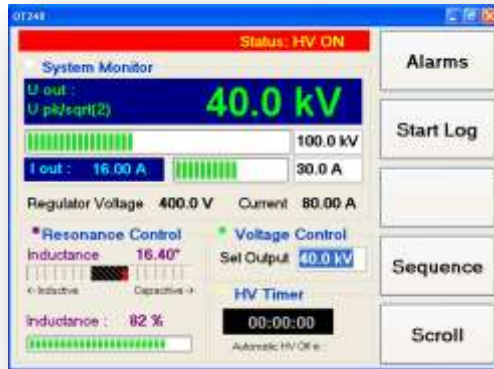 OT248
Status: HV ON
System Monitor
U out :
U pk/sqrt(2)
40.0 kV
100.0 kV
I out : 16.00 A
30.0 A
Regulator Voltage 400.0 V Current 80.00 A
Resonance Control
Inductance 16.40"
<- Inductive Capacitive ->
Inductance : 82 %
Voltage Control
Set Output 40.0 kV
HV Timer
00:00:00
Automatic HV Off in :
Alarms
Start Log
Sequence
Scroll